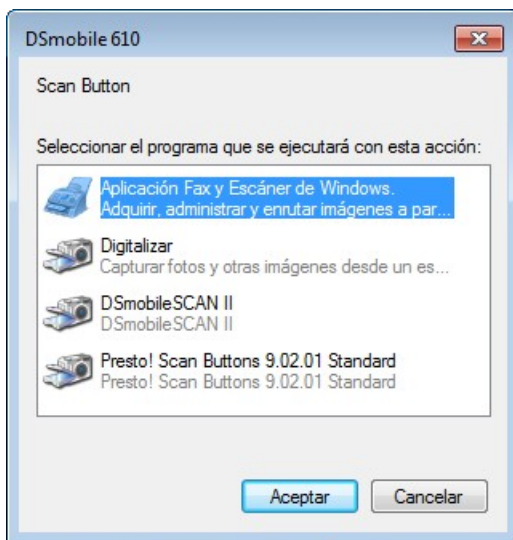 DSmobile 610
Scan Button
Seleccionar el programa que se ejecutará con esta acción:
Aplicación Fax y Escáner de Windows.
Adquirir, administrar y enrutar imágenes a par...
Digitalizar
Capturar fotos y otras imágenes desde un es...
DSmobileSCAN II
DSmobileSCAN II
Presto! Scan Buttons 9.02.01 Standard
Presto! Scan Buttons 9.02.01 Standard
Aceptar
Cancelar